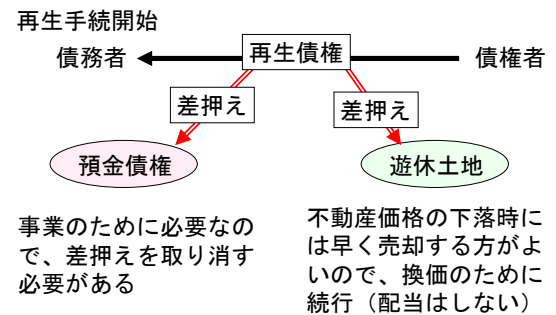 再生手続開始
債務者
再生債権
債権者
差押え
差押え
預金債権
遊休土地
事業のために必要なの
で、差押えを取り消す
必要がある
不動産価格の下落時に
は早く売却する方がよ
いので、換価のために
続行（配当はしない）